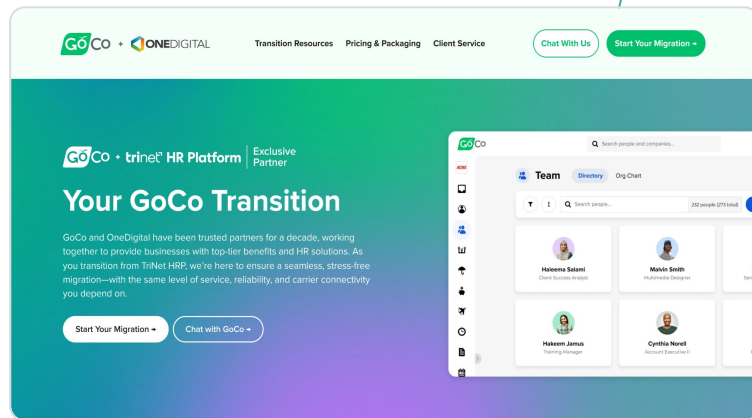 GoCo + ONEDIGITAL
Transition Resources
Pricing & Packaging
Client Service
Chat With Us
Start Your Migration →
GoCo + trinet HR Platform
Exclusive
Partner
Your GoCo Transition
GoCo and OneDigital have been trusted partners for a decade, working
together to provide businesses with top-tier benefits and HR solutions. As
you transition from TriNet HRP, we're here to ensure a seamless, stress-free
migration—with the same level of service, reliability, and carrier connectivity
you depend on.
Start Your Migration →
Chat with GoCo →
GoCo
Search people and companies...
ACME
Team
Directory
Org Chart
Search people...
232 people (273 total)
Haleema Salami
Client Success Analyst
Malvin Smith
Multimedia Designer
Hakeem Jamus
Training Manager
Cynthia Norell
Account Executive II